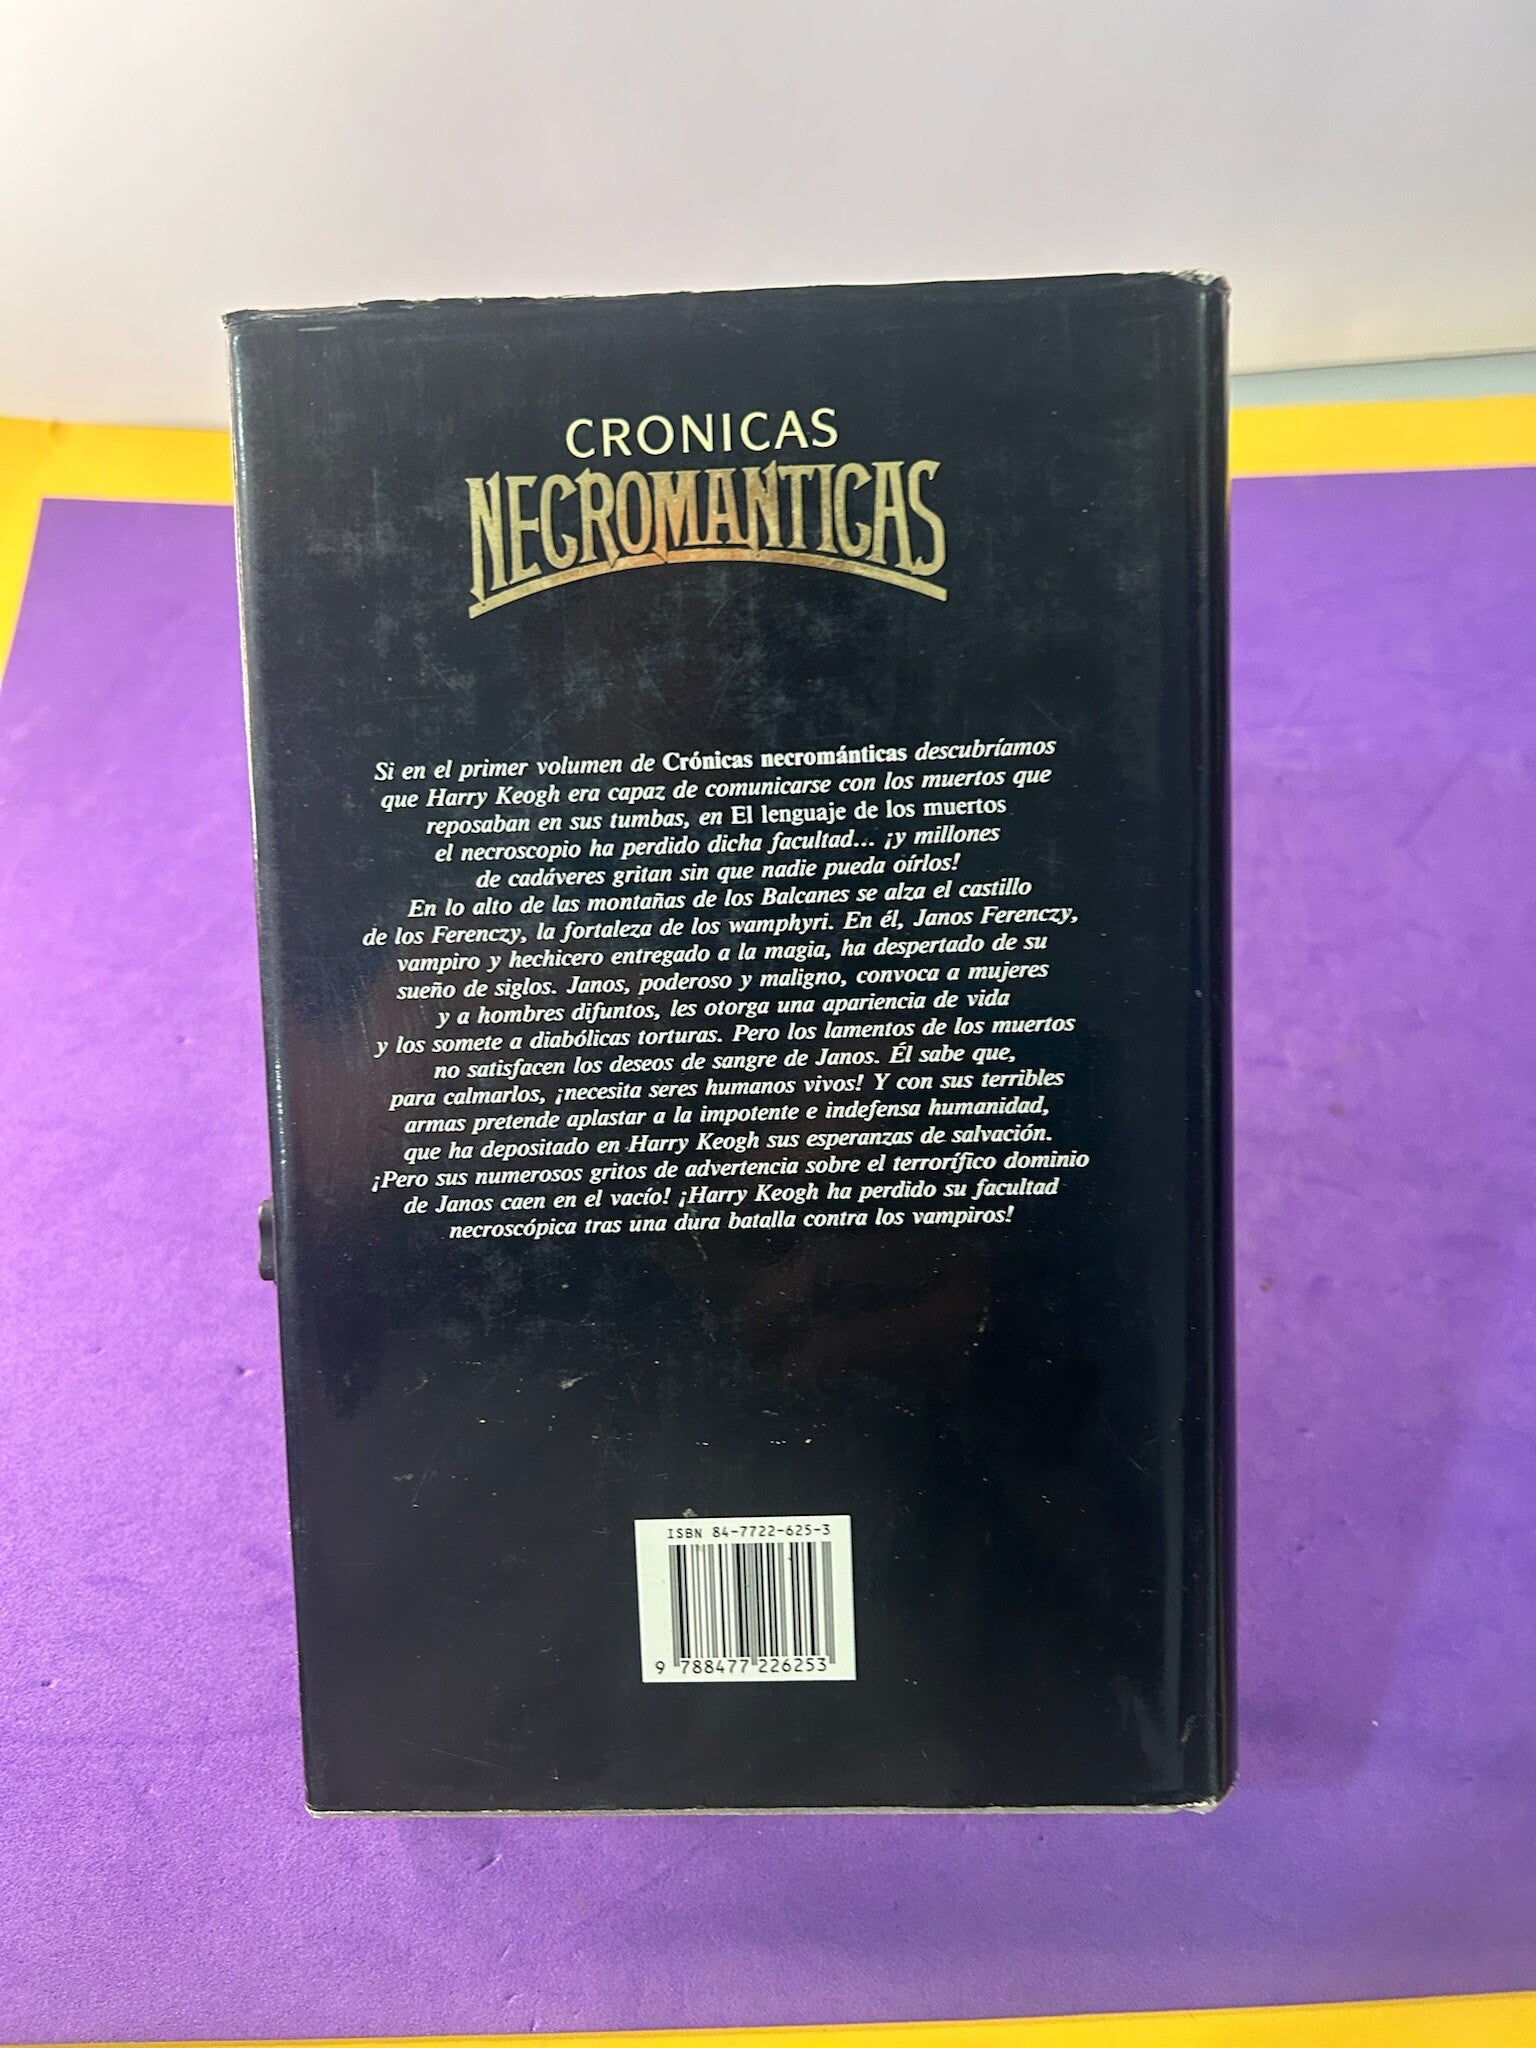 CRONICAS
NECROMANTICAS
Si en el primer volumen de Crónicas necrománticas descubríamos
que Harry Keogh era capaz de comunicarse con los muertos que
reposaban en sus tumbas, en El lenguaje de los muertos
el necroscopio ha perdido dicha facultad... ¡y millones
de cadáveres gritan sin que nadie pueda oírlos!
En lo alto de las montañas de los Balcanes se alza el castillo
de los Ferenczy, la fortaleza de los wamphyri. En él, Janos Ferenczy,
vampiro y hechicero entregado a la magia, ha despertado de su
sueño de siglos. Janos, poderoso y maligno, convoca a mujeres
y a hombres difuntos, les otorga una apariencia de vida
y los somete a diabólicas torturas. Pero los lamentos de los muertos
no satisfacen los deseos de sangre de Janos. Él sabe que,
para calmarlos, ¡necesita seres humanos vivos! Y con sus terribles
armas pretende aplastar a la impotente e indefensa humanidad,
que ha depositado en Harry Keogh sus esperanzas de salvación.
¡Pero sus numerosos gritos de advertencia sobre el terrorífico dominio
de Janos caen en el vacío! ¡Harry Keogh ha perdido su facultad
necroscópica tras una dura batalla contra los vampiros!
ISBN 84-7722-625-3
9 788477 226253